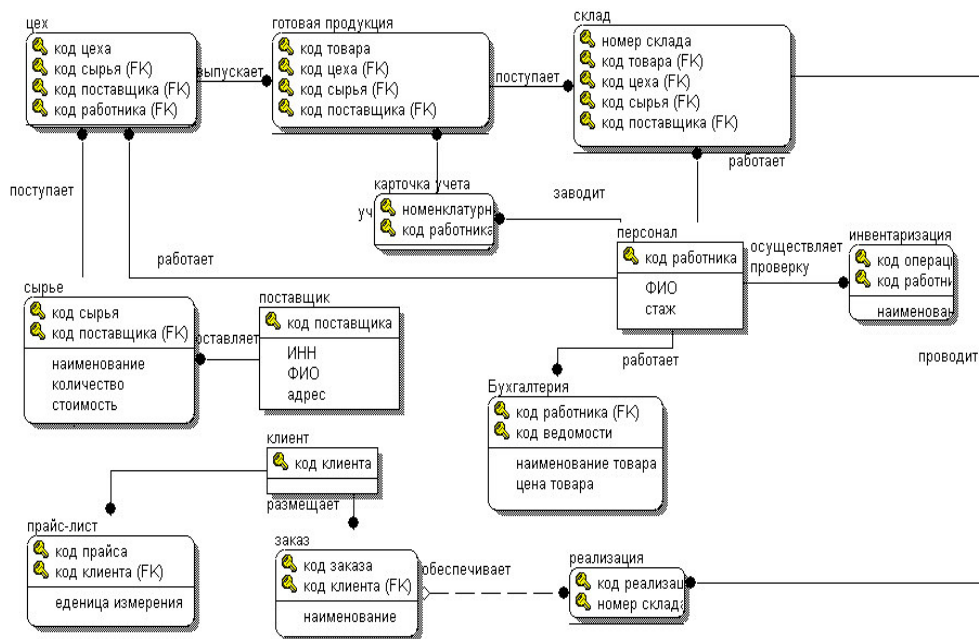 цех
код цеха
код сырья (FK)
код поставщика (FK)
код работника (FK)
выпускает
готовая продукция
код товара
код цеха (FK)
код сырья (FK)
код поставщика (FK)
поступает
склад
номер склада
код товара (FK)
код цеха (FK)
код сырья (FK)
код поставщика (FK)
работает
поступает
карточка учета
уч
номенклатурн
код работника
заводит
работает
персонал
код работника
ФИО
стаж
осуществляет
проверку
инвентаризация
код операц
код работни
наименован
проводит
сырье
код сырья
код поставщика (FK)
наименование
количество
стоимость
оставляет
поставщик
код поставщика
ИНН
ФИО
адрес
работает
Бухгалтерия
код работника (FK)
код ведомости
наименование товара
цена товара
клиент
код клиента
размещает
прайс-лист
код прайса
код клиента (FK)
еденица измерения
заказ
код заказа
код клиента (FK)
наименование
обеспечивает
реализация
код реализац
номер склада